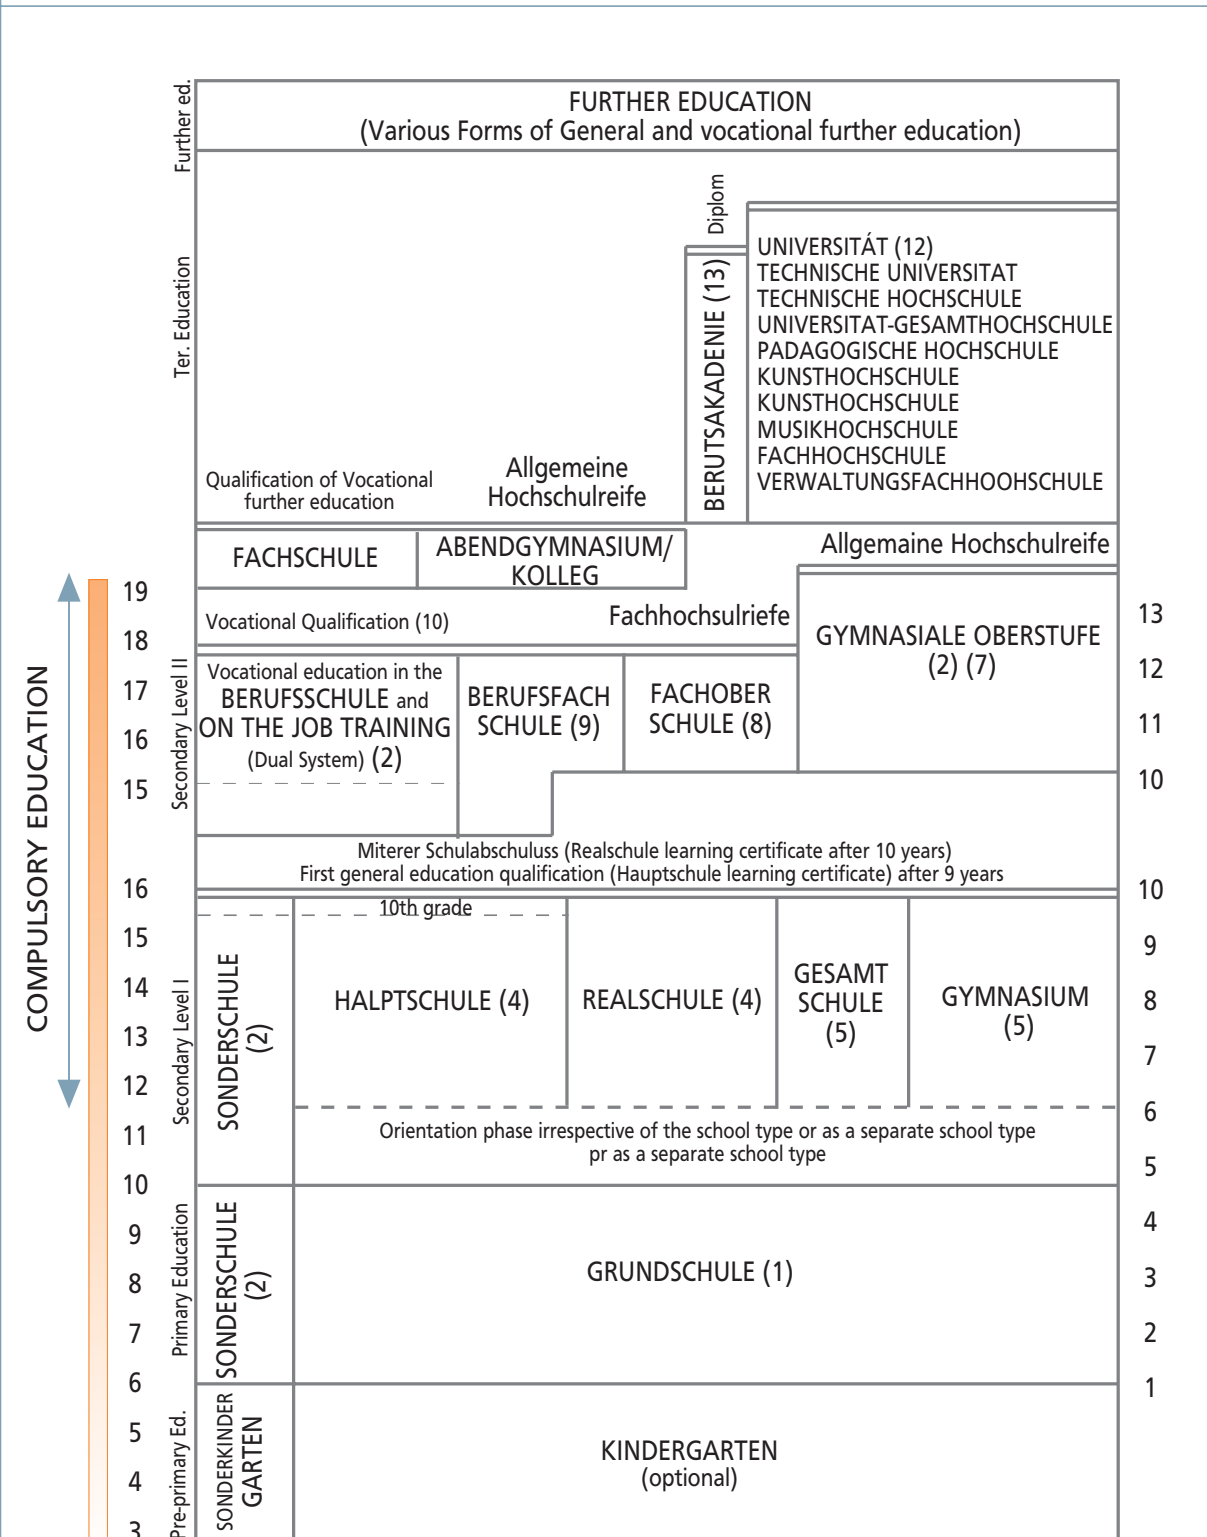 Further ed.
FURTHER EDUCATION
(Various Forms of General and vocational further education)
Ter. Education
Diplom
BERUTSAKADENIE (13)
UNIVERSITÁT (12)
TECHNISCHE UNIVERSITAT
TECHNISCHE HOCHSCHULE
UNIVERSITAT-GESAMTHOCHSCHULE
PADAGOGISCHE HOCHSCHULE
KUNSTHOCHSCHULE
KUNSTHOCHSCHULE
MUSIKHOCHSCHULE
FACHHOCHSCHULE
VERWALTUNGSFACHHOOHSCHULE
Qualification of Vocational
further education
Allgemeine
Hochschulreife
FACHSCHULE
ABENDGYMNASIUM/
KOLLEG
Allgemaine Hochschulreife
COMPULSORY EDUCATION
19
18
17
16
15
Secondary Level II
Vocational Qualification (10)
Fachhochsulriefe
GYMNASIALE OBERSTUFE
(2) (7)
Vocational education in the
BERUFSSCHULE and
ON THE JOB TRAINING
(Dual System) (2)
BERUFSFACH
SCHULE (9)
FACHOBER
SCHULE (8)
13
12
11
10
Miterer Schulabschuluss (Realschule learning certificate after 10 years)
First general education qualification (Hauptschule learning certificate) after 9 years
16
15
14
13
12
11
10
Secondary Level I
10th grade
SONDERSCHULE
(2)
HALPTSCHULE (4)
REALSCHULE (4)
GESAMT
SCHULE
(5)
GYMNASIUM
(5)
10
9
8
7
6
5
Orientation phase irrespective of the school type or as a separate school type
pr as a separate school type
9
8
7
6
Primary Education
SONDERSCHULE
(2)
GRUNDSCHULE (1)
4
3
2
1
5
4
3
Pre-primary Ed.
SONDERKINDER
GARTEN
KINDERGARTEN
(optional)